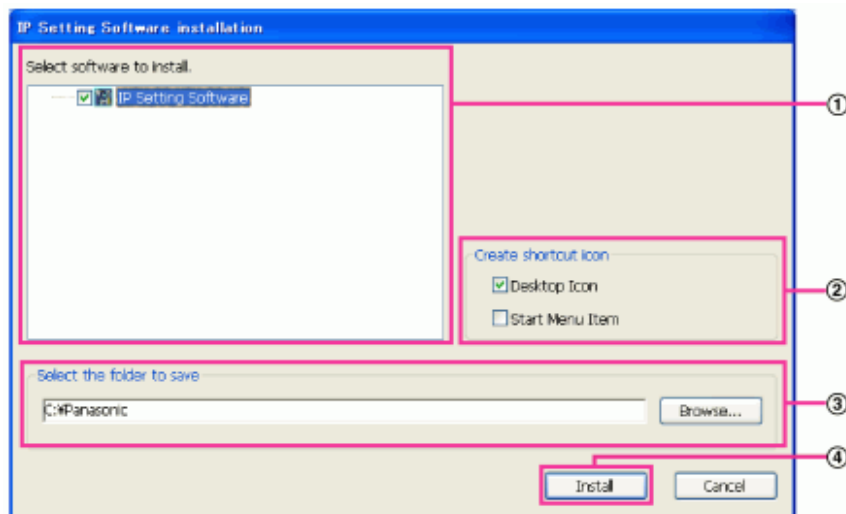 IP Setting Software installation
Select software to install.
IP Setting Software
①
Create shortcut icon
Desktop Icon
Start Menu Item
②
Select the folder to save
C:¥Panasonic
Browse...
③
④
Install
Cancel